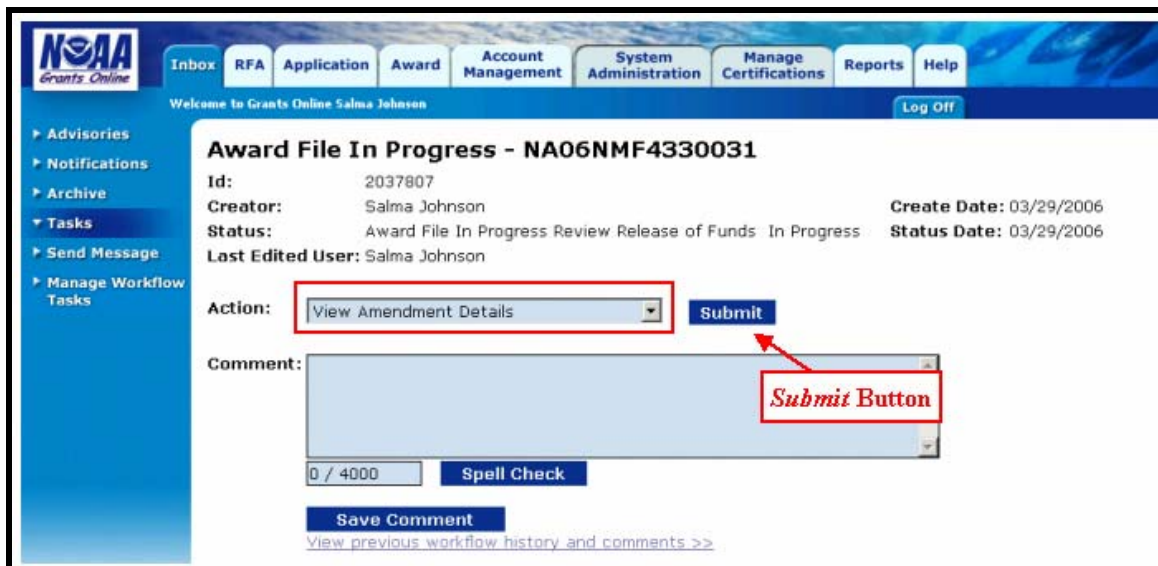 NOAA
Grants Online
Inbox RFA Application Award Account Management System Administration Manage Certifications Reports Help
Welcome to Grants Online Salma Johnson
Log Off
Advisories
Notifications
Archive
Tasks
Send Message
Manage Workflow Tasks
Award File In Progress - NA06NMF4330031
Id: 2037807
Creator: Salma Johnson Create Date: 03/29/2006
Status: Award File In Progress Review Release of Funds In Progress Status Date: 03/29/2006
Last Edited User: Salma Johnson
Action: View Amendment Details Submit
Comment:
Submit Button
0 / 4000 Spell Check
Save Comment
View previous workflow history and comments >>